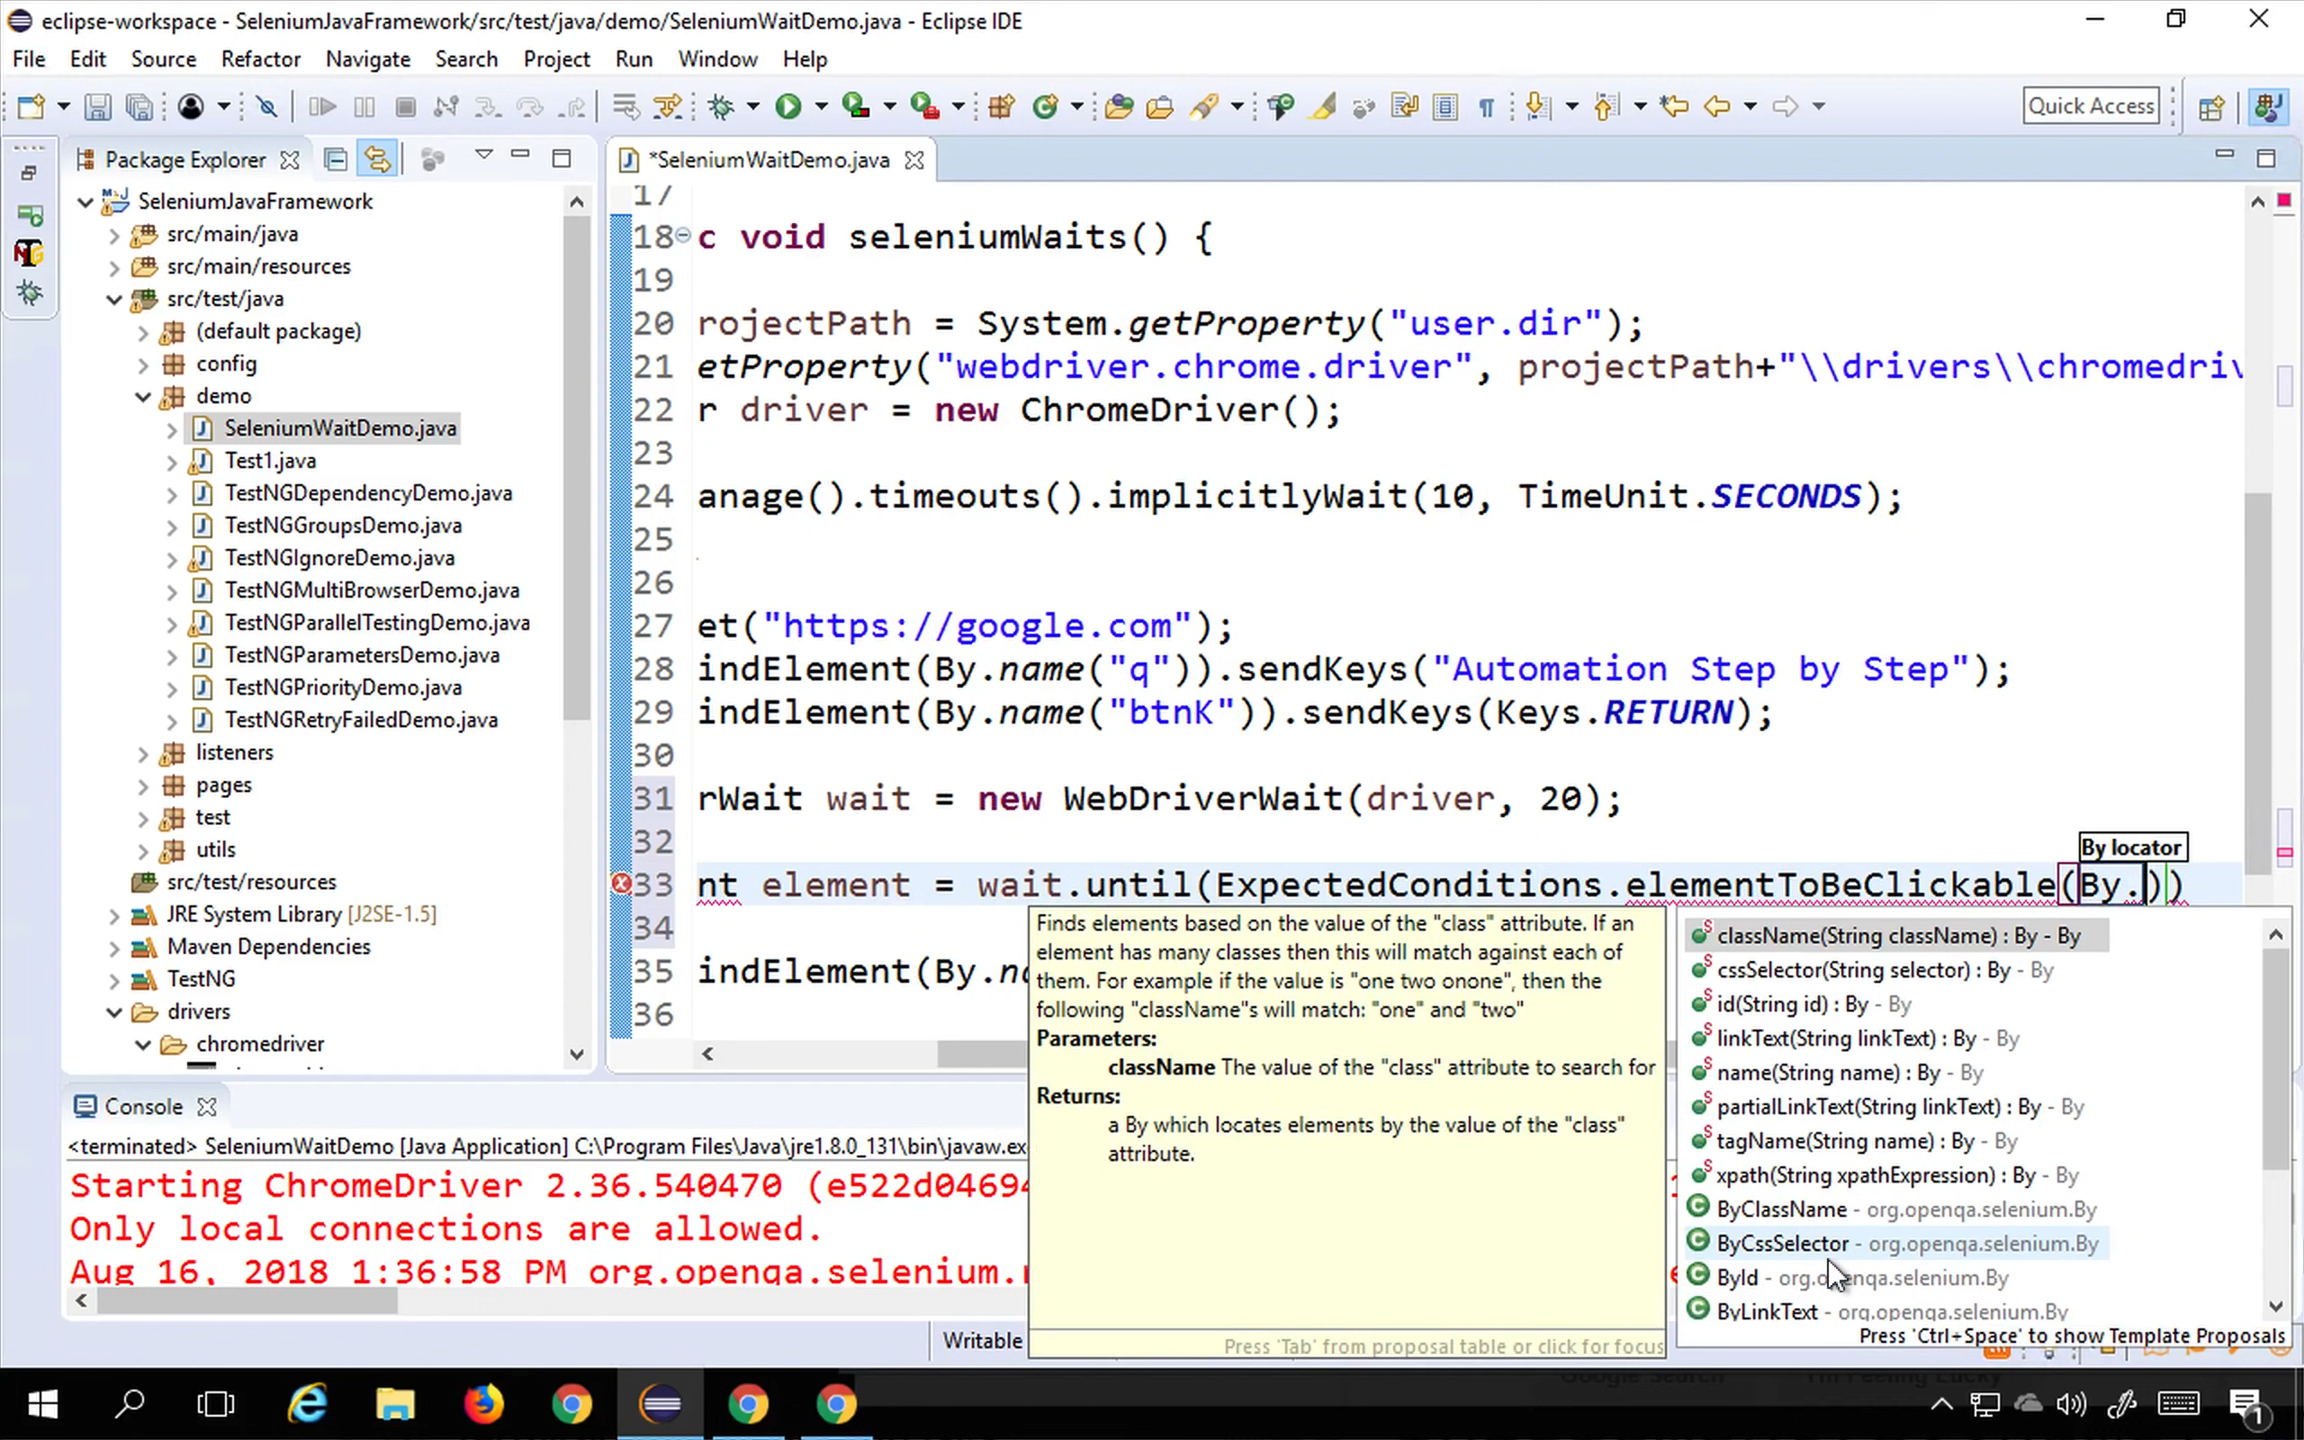 eclipse-workspace - SeleniumJavaFramework/src/test/java/demo/SeleniumWaitDemo.java - Eclipse IDE
File Edit Source Refactor Navigate Search Project Run Window Help
Quick Access
Package Explorer
*SeleniumWaitDemo.java
SeleniumJavaFramework
src/main/java
src/main/resources
src/test/java
(default package)
config
demo
SeleniumWaitDemo.java
Test1.java
TestNGDependencyDemo.java
TestNGGroupsDemo.java
TestNGIgnoreDemo.java
TestNGMultiBrowserDemo.java
TestNGParallelTestingDemo.java
TestNGParametersDemo.java
TestNGPriorityDemo.java
TestNGRetryFailedDemo.java
listeners
pages
test
utils
src/test/resources
JRE System Library [J2SE-1.5]
Maven Dependencies
TestNG
drivers
chromedriver
17
18 c void seleniumWaits() {
19
20 rojectPath = System.getProperty("user.dir");
21 etProperty("webdriver.chrome.driver", projectPath+"\\drivers\\chromedriv
22 r driver = new ChromeDriver();
23
24 anage().timeouts().implicitlyWait(10, TimeUnit.SECONDS);
25
26
27 et("https://google.com");
28 indElement(By.name("q")).sendKeys("Automation Step by Step");
29 indElement(By.name("btnK")).sendKeys(Keys.RETURN);
30
31 rWait wait = new WebDriverWait(driver, 20);
32
By locator
33 nt element = wait.until(ExpectedConditions.elementToBeClickable(By.))
34
35 indElement(By.na
36
Finds elements based on the value of the "class" attribute. If an
element has many classes then this will match against each of
them. For example if the value is "one two onone", then the
following "className"s will match: "one" and "two"
Parameters:
className The value of the "class" attribute to search for
Returns:
a By which locates elements by the value of the "class"
attribute.
Press 'Tab' from proposal table or click for focus
className(String className) : By - By
cssSelector(String selector) : By - By
id(String id) : By - By
linkText(String linkText) : By - By
name(String name) : By - By
partialLinkText(String linkText) : By - By
tagName(String name) : By - By
xpath(String xpathExpression) : By - By
ByClassName - org.openqa.selenium.By
ByCssSelector - org.openqa.selenium.By
ById - org.openqa.selenium.By
ByLinkText - org.openqa.selenium.By
Press 'Ctrl+Space' to show Template Proposals
Console
<terminated> SeleniumWaitDemo [Java Application] C:\Program Files\Java\jre1.8.0_131\bin\javaw.ex
Starting ChromeDriver 2.36.540470 (e522d04694
Only local connections are allowed.
Aug 16, 2018 1:36:58 PM org.openqa.selenium.
Writable
1